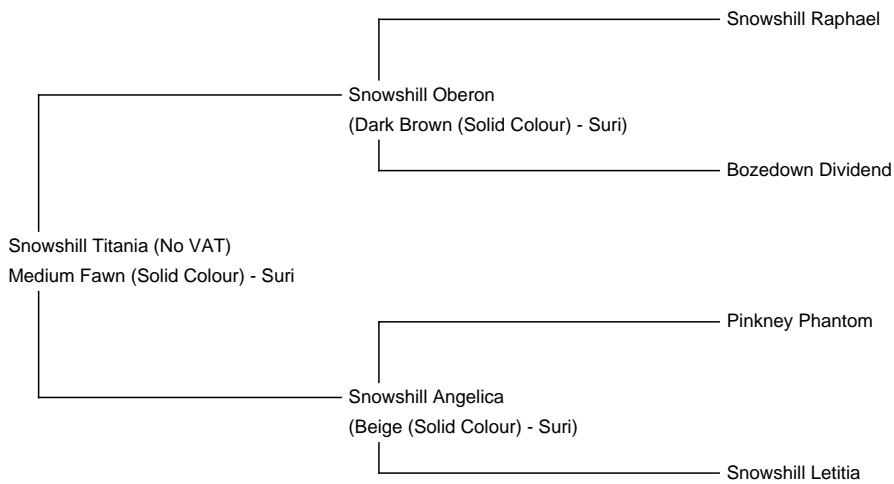 Snowshill Raphael
Snowshill Oberon
(Dark Brown (Solid Colour) - Suri)
Bozedown Dividend
Snowshill Titania (No VAT)
Medium Fawn (Solid Colour) - Suri
Pinkney Phantom
Snowshill Angelica
(Beige (Solid Colour) - Suri)
Snowshill Letitia